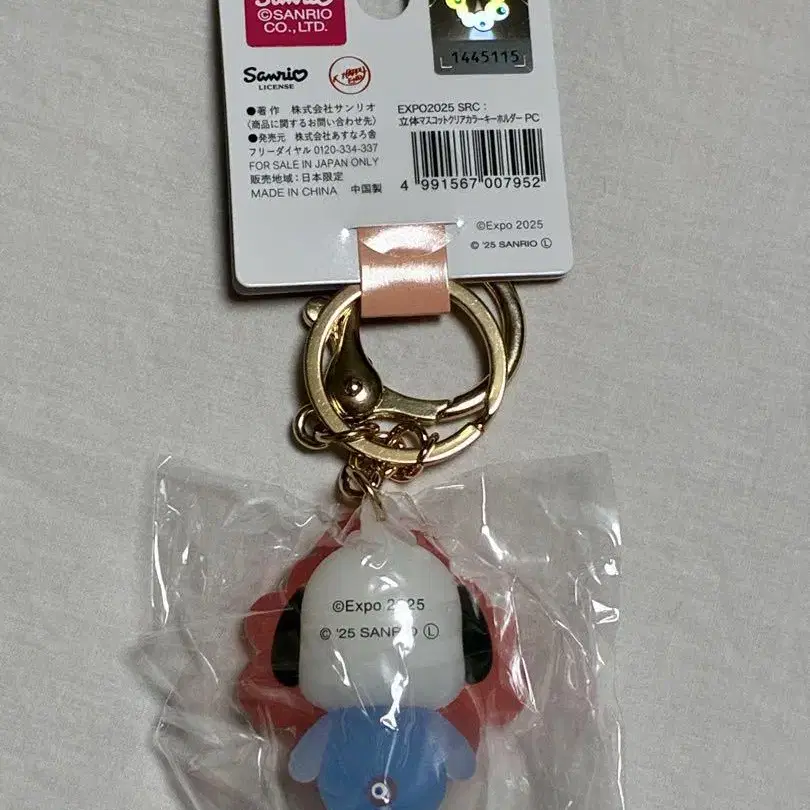 Sanrio
©SANRIO
CO., LTD.
1445115
Sanrio
LICENSE
●著作 株式会社サンリオ
(商品に関するお問い合わせ先)
●発売元 株式会社あすなろ舎
フリーダイヤル 0120-334-337
FOR SALE IN JAPAN ONLY
販売地域：日本限定
MADE IN CHINA 中国製
EXPO2025 SRC：
立体マスコットクリアカラーキーホルダー PC
4 991567 007952
©Expo 2025
© '25 SANRIO Ⓛ
©Expo 2025
© '25 SANRIO Ⓛ